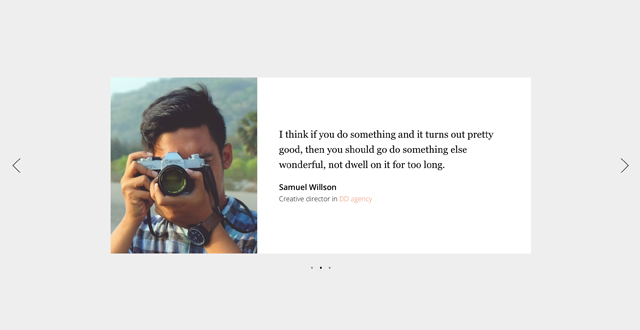 I think if you do something and it turns out pretty
good, then you should go do something else
wonderful, not dwell on it for too long.
Samuel Willson
Creative director in DD agency